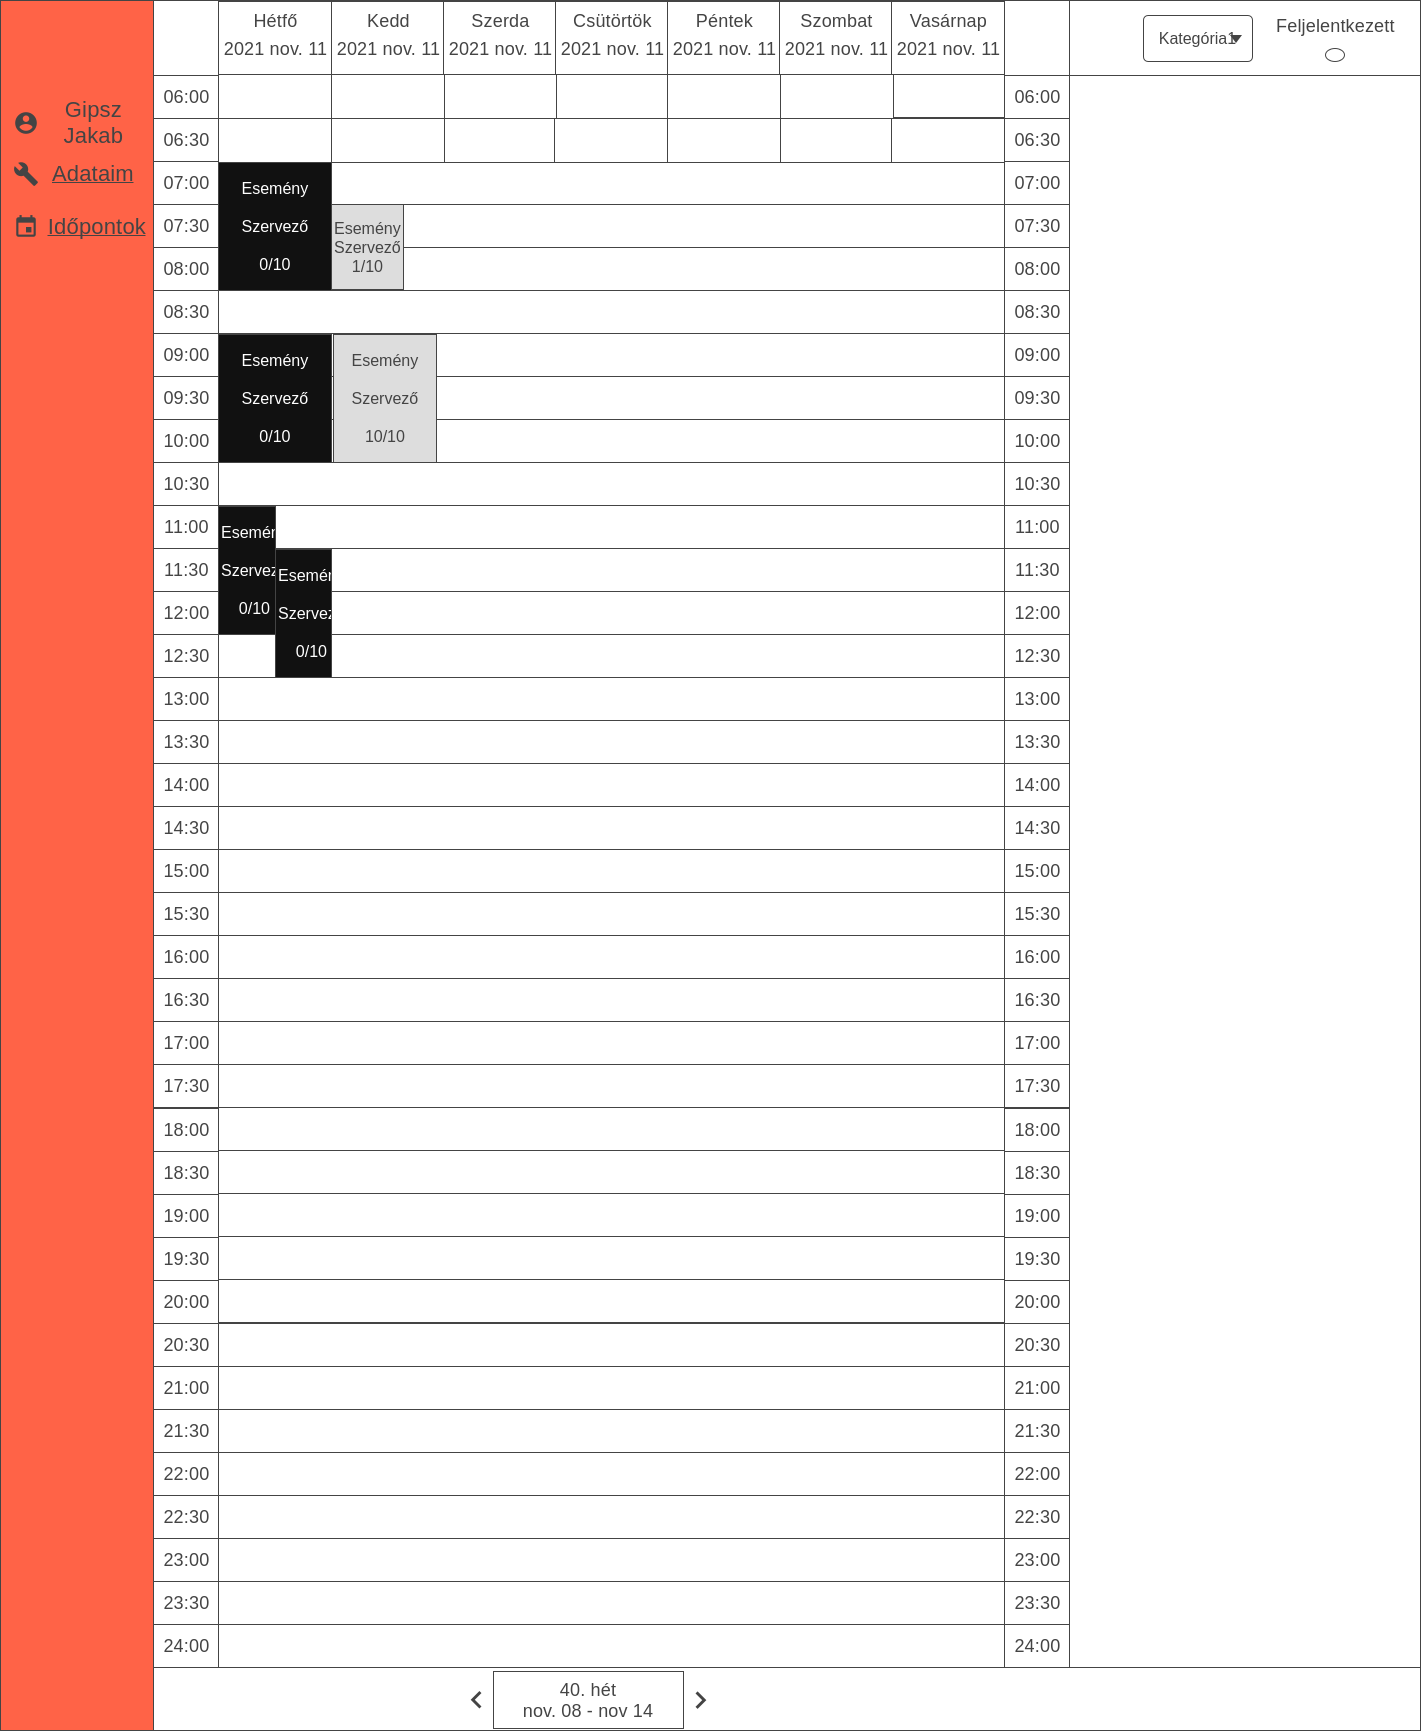 Gipsz
Jakab
Adataim
Időpontok
Hétfő
2021 nov. 11
Kedd
2021 nov. 11
Szerda
2021 nov. 11
Csütörtök
2021 nov. 11
Péntek
2021 nov. 11
Szombat
2021 nov. 11
Vasárnap
2021 nov. 11
Kategória1
Feljelentkezett
06:00 06:00
06:30 06:30
07:00 07:00
07:30 07:30
08:00 08:00
08:30 08:30
09:00 09:00
09:30 09:30
10:00 10:00
10:30 10:30
11:00 11:00
11:30 11:30
12:00 12:00
12:30 12:30
13:00 13:00
13:30 13:30
14:00 14:00
14:30 14:30
15:00 15:00
15:30 15:30
16:00 16:00
16:30 16:30
17:00 17:00
17:30 17:30
18:00 18:00
18:30 18:30
19:00 19:00
19:30 19:30
20:00 20:00
20:30 20:30
21:00 21:00
21:30 21:30
22:00 22:00
22:30 22:30
23:00 23:00
23:30 23:30
24:00 24:00
Esemény
Szervező
0/10
Esemény
Szervező
1/10
Esemény
Szervező
0/10
Esemény
Szervező
10/10
Esemér
Szervez
0/10
Esemér
Szervez
0/10
40. hét
nov. 08 - nov 14